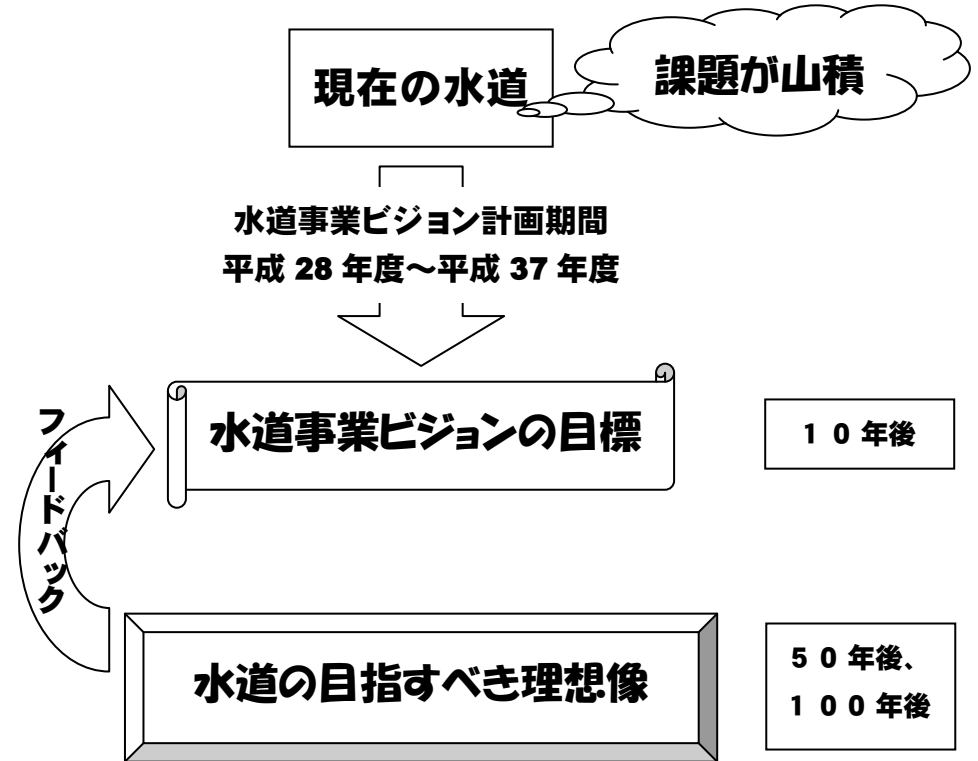 現在の水道
課題が山積
水道事業ビジョン計画期間
平成 28 年度～平成 37 年度
フィードバック
水道事業ビジョンの目標
１０年後
水道の目指すべき理想像
５０年後、
１００年後